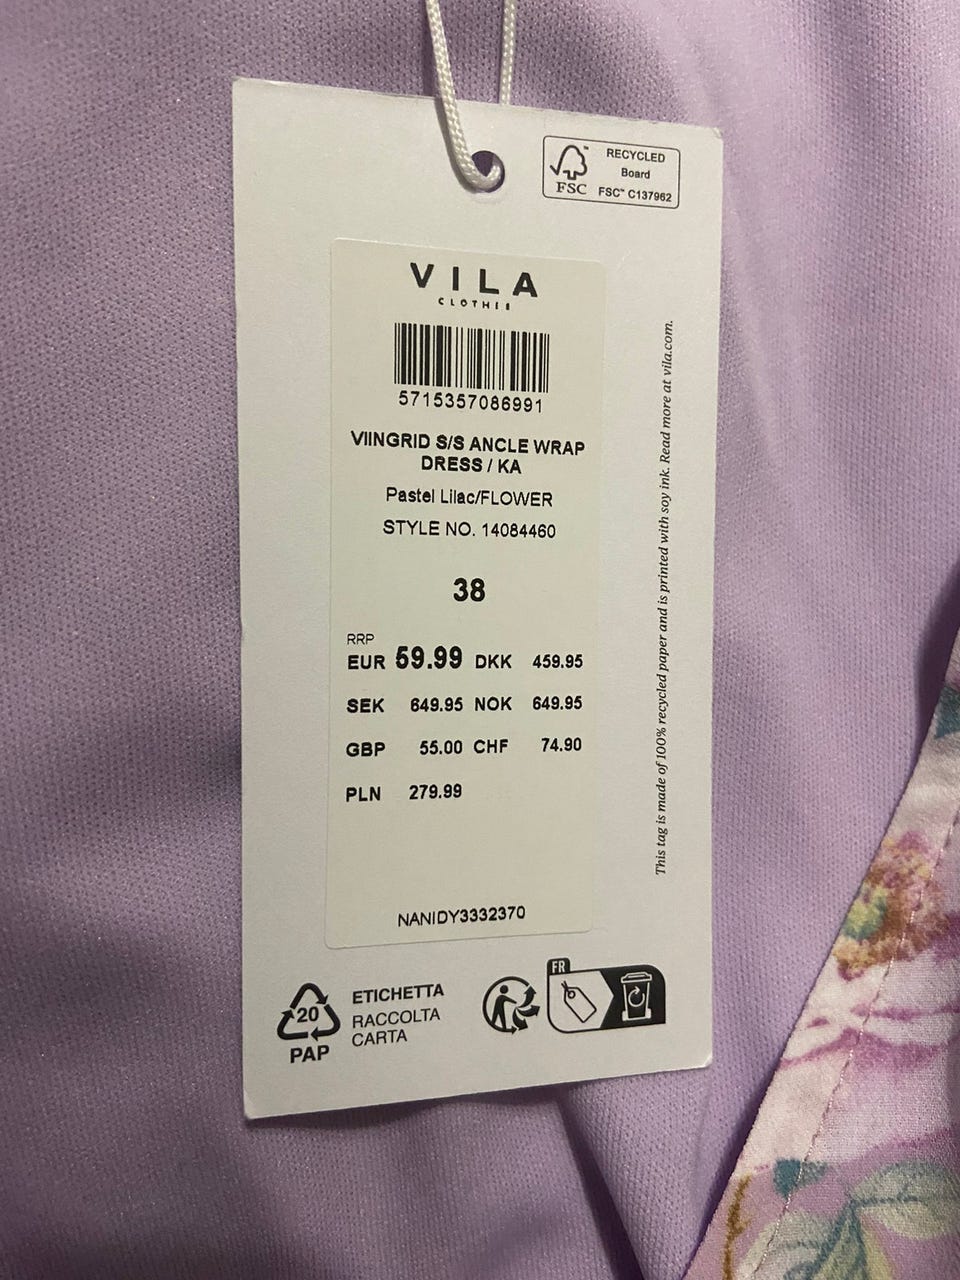 RECYCLED
Board
FSC™ C137962
FSC
VILA
CLOTHES
5715357086991
VIINGRID S/S ANCLE WRAP
DRESS / KA
Pastel Lilac/FLOWER
STYLE NO. 14084460
38
RRP
EUR 59.99 DKK 459.95
SEK 649.95 NOK 649.95
GBP 55.00 CHF 74.90
PLN 279.99
NANIDY3332370
This tag is made of 100% recycled paper and is printed with soy ink. Read more at vila.com.
20
PAP
ETICHETTA
RACCOLTA
CARTA
FR